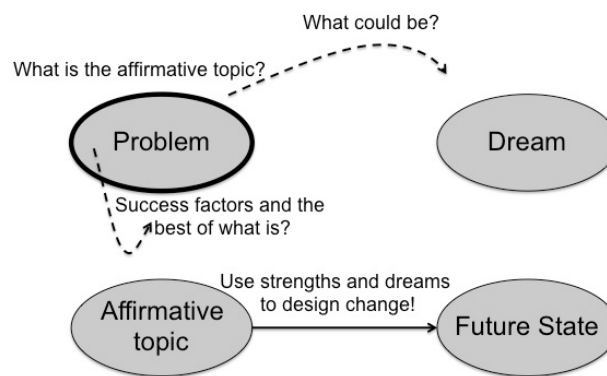 What could be?
What is the affirmative topic?
Problem
Dream
Success factors and the
best of what is?
Use strengths and dreams
to design change!
Affirmative
topic
Future State